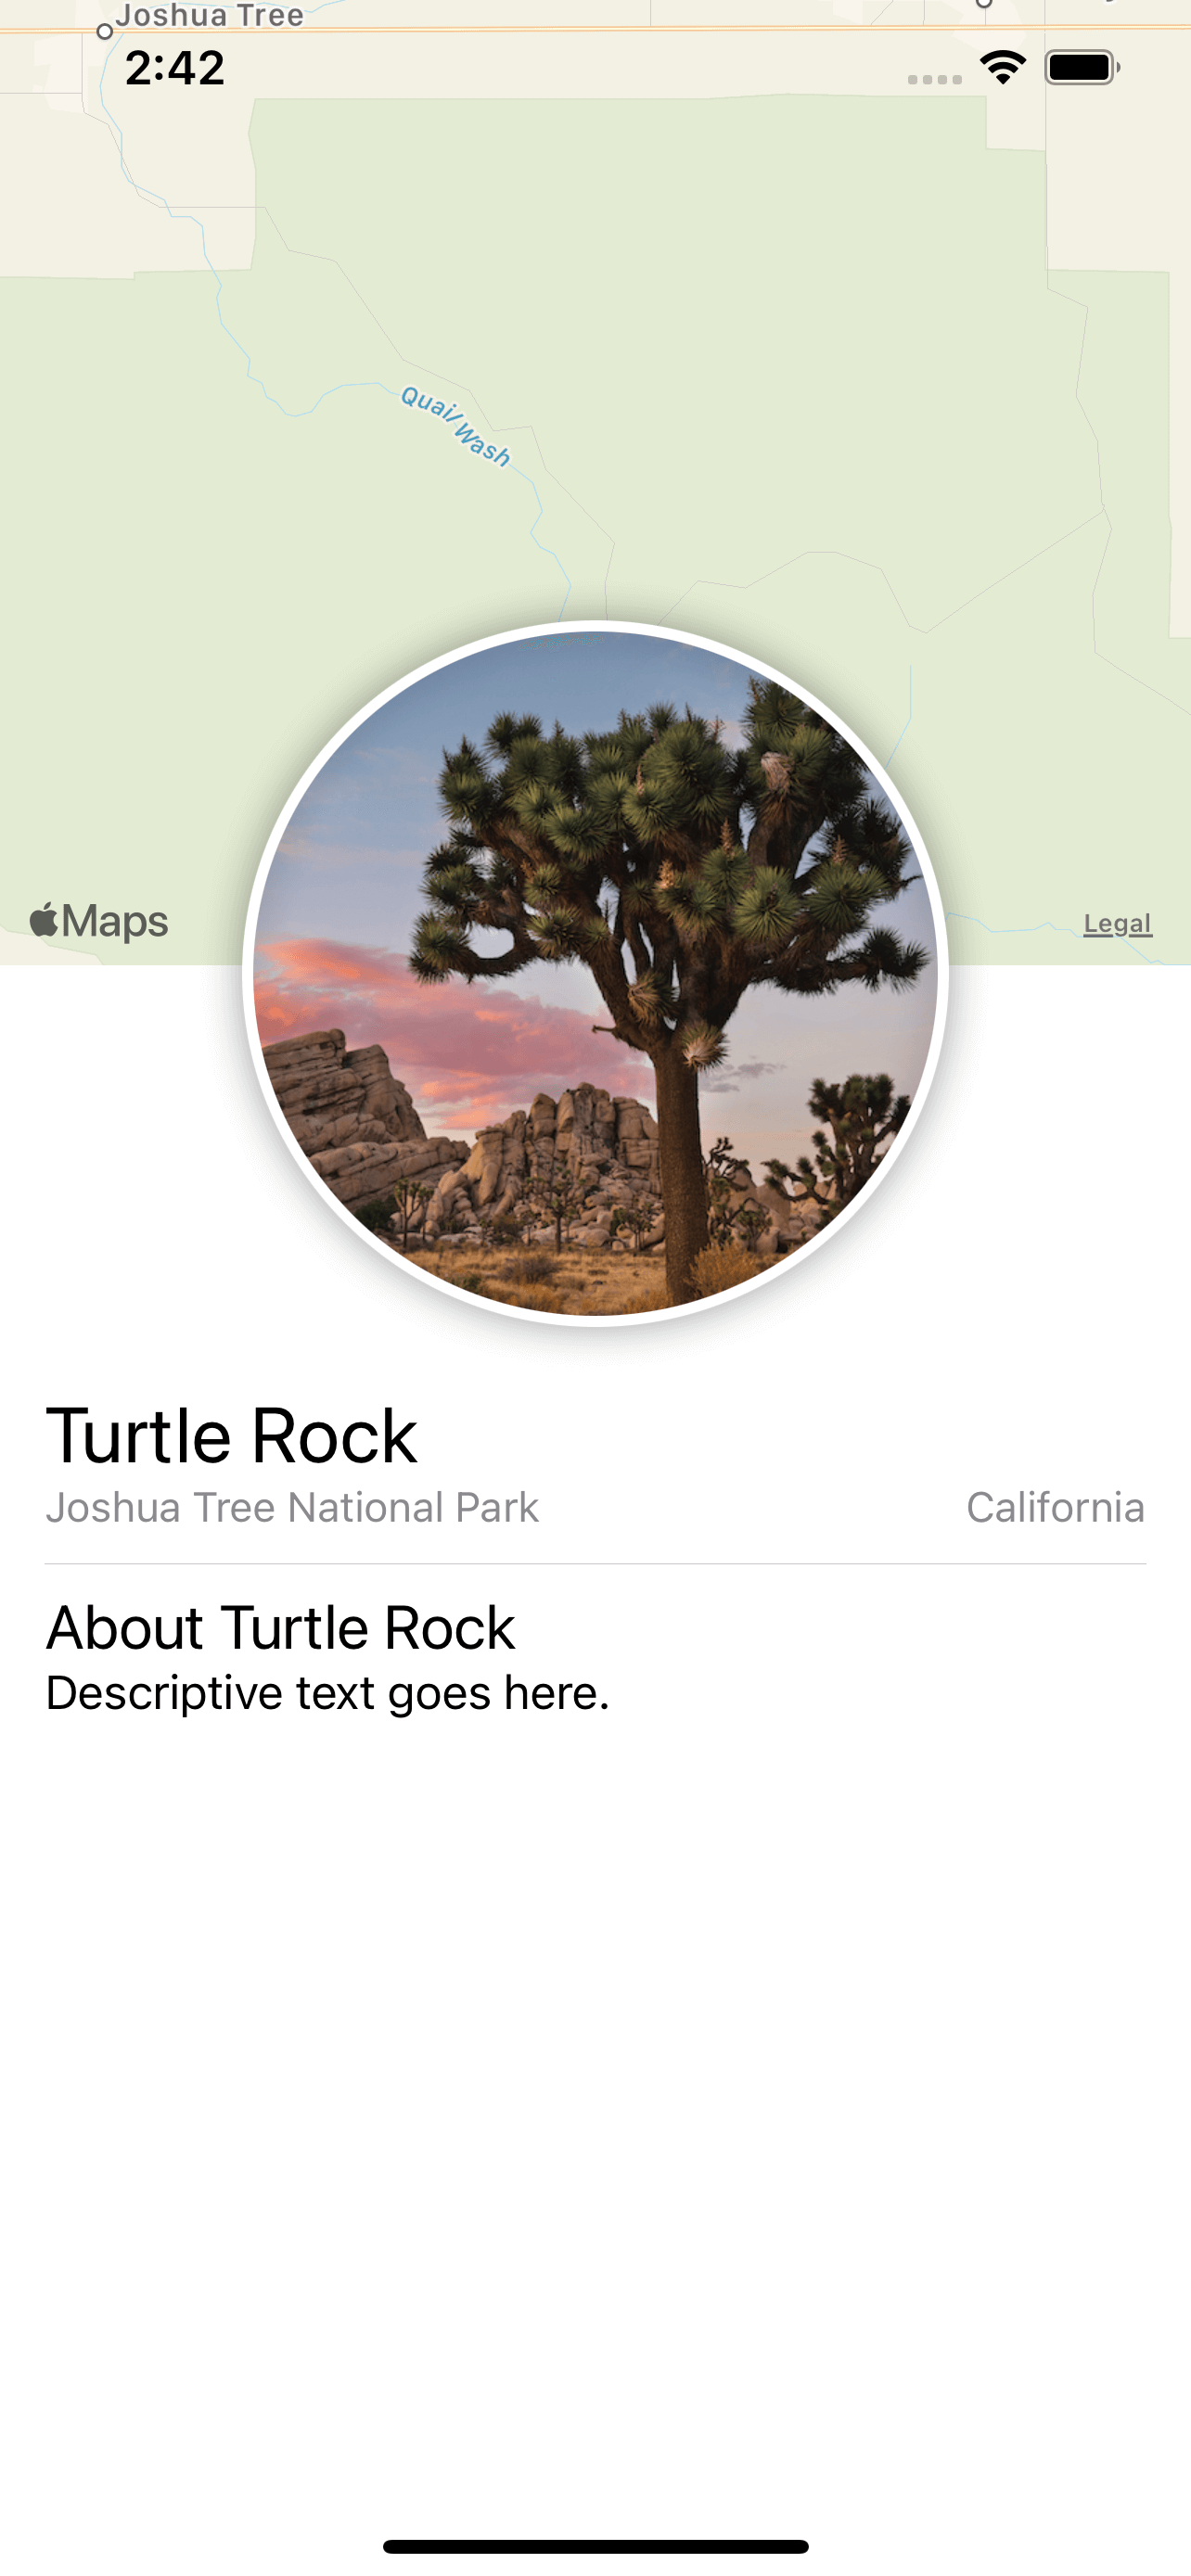 Joshua Tree
2:42
Quail Wash
Maps
Legal
Turtle Rock
Joshua Tree National Park
California
About Turtle Rock
Descriptive text goes here.